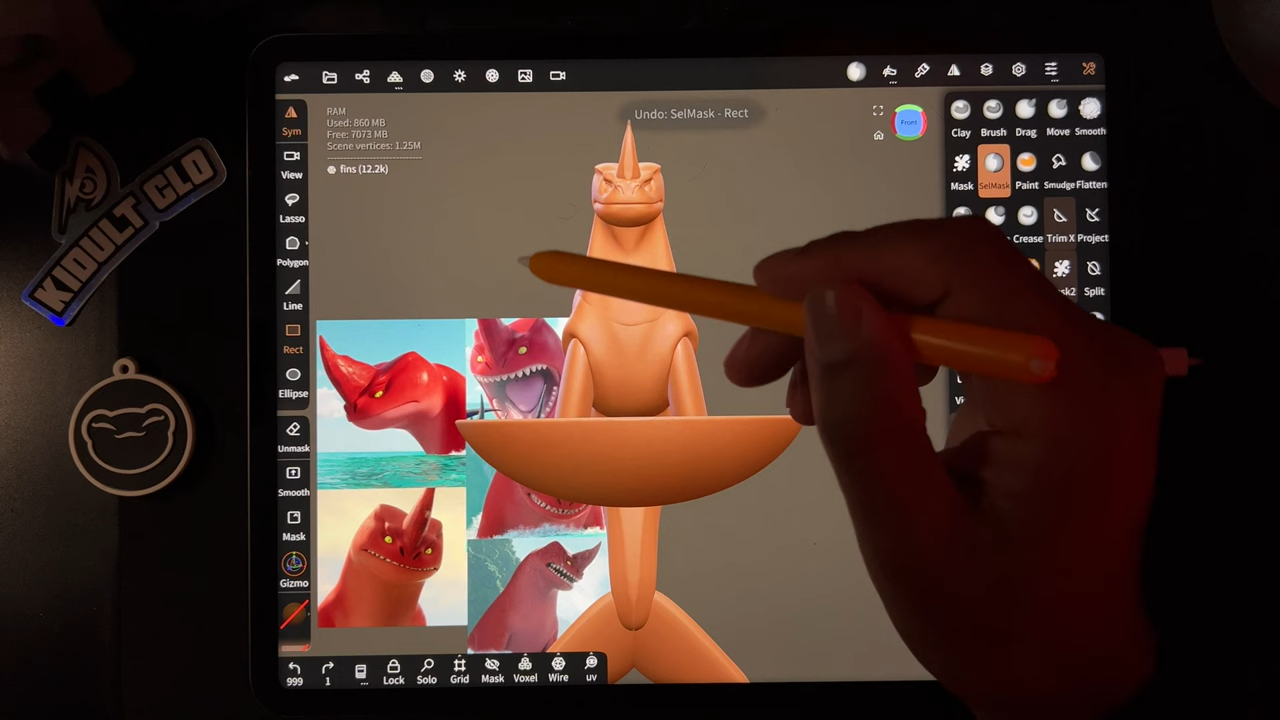 KIDULT CLO
RAM
Used: 860 MB
Free: 7073 MB
Scene vertices: 1.25M
fins (12.2k)
Undo: SelMask - Rect
Front
Sym
View
Lasso
Polygon
Line
Rect
Ellipse
Unmask
Smooth
Mask
Gizmo
Clay Brush Drag Move Smooth
Mask SelMask Paint Smudge Flatten
Crease Trim X Project
Split
999 1 Lock Solo Grid Mask Voxel Wire uv